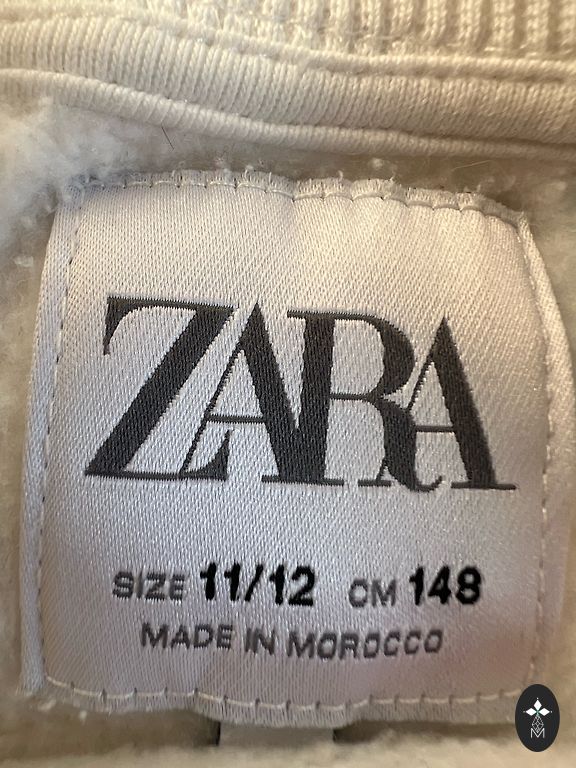 ZARA
SIZE 11/12 CM 148
MADE IN MOROCCO
M